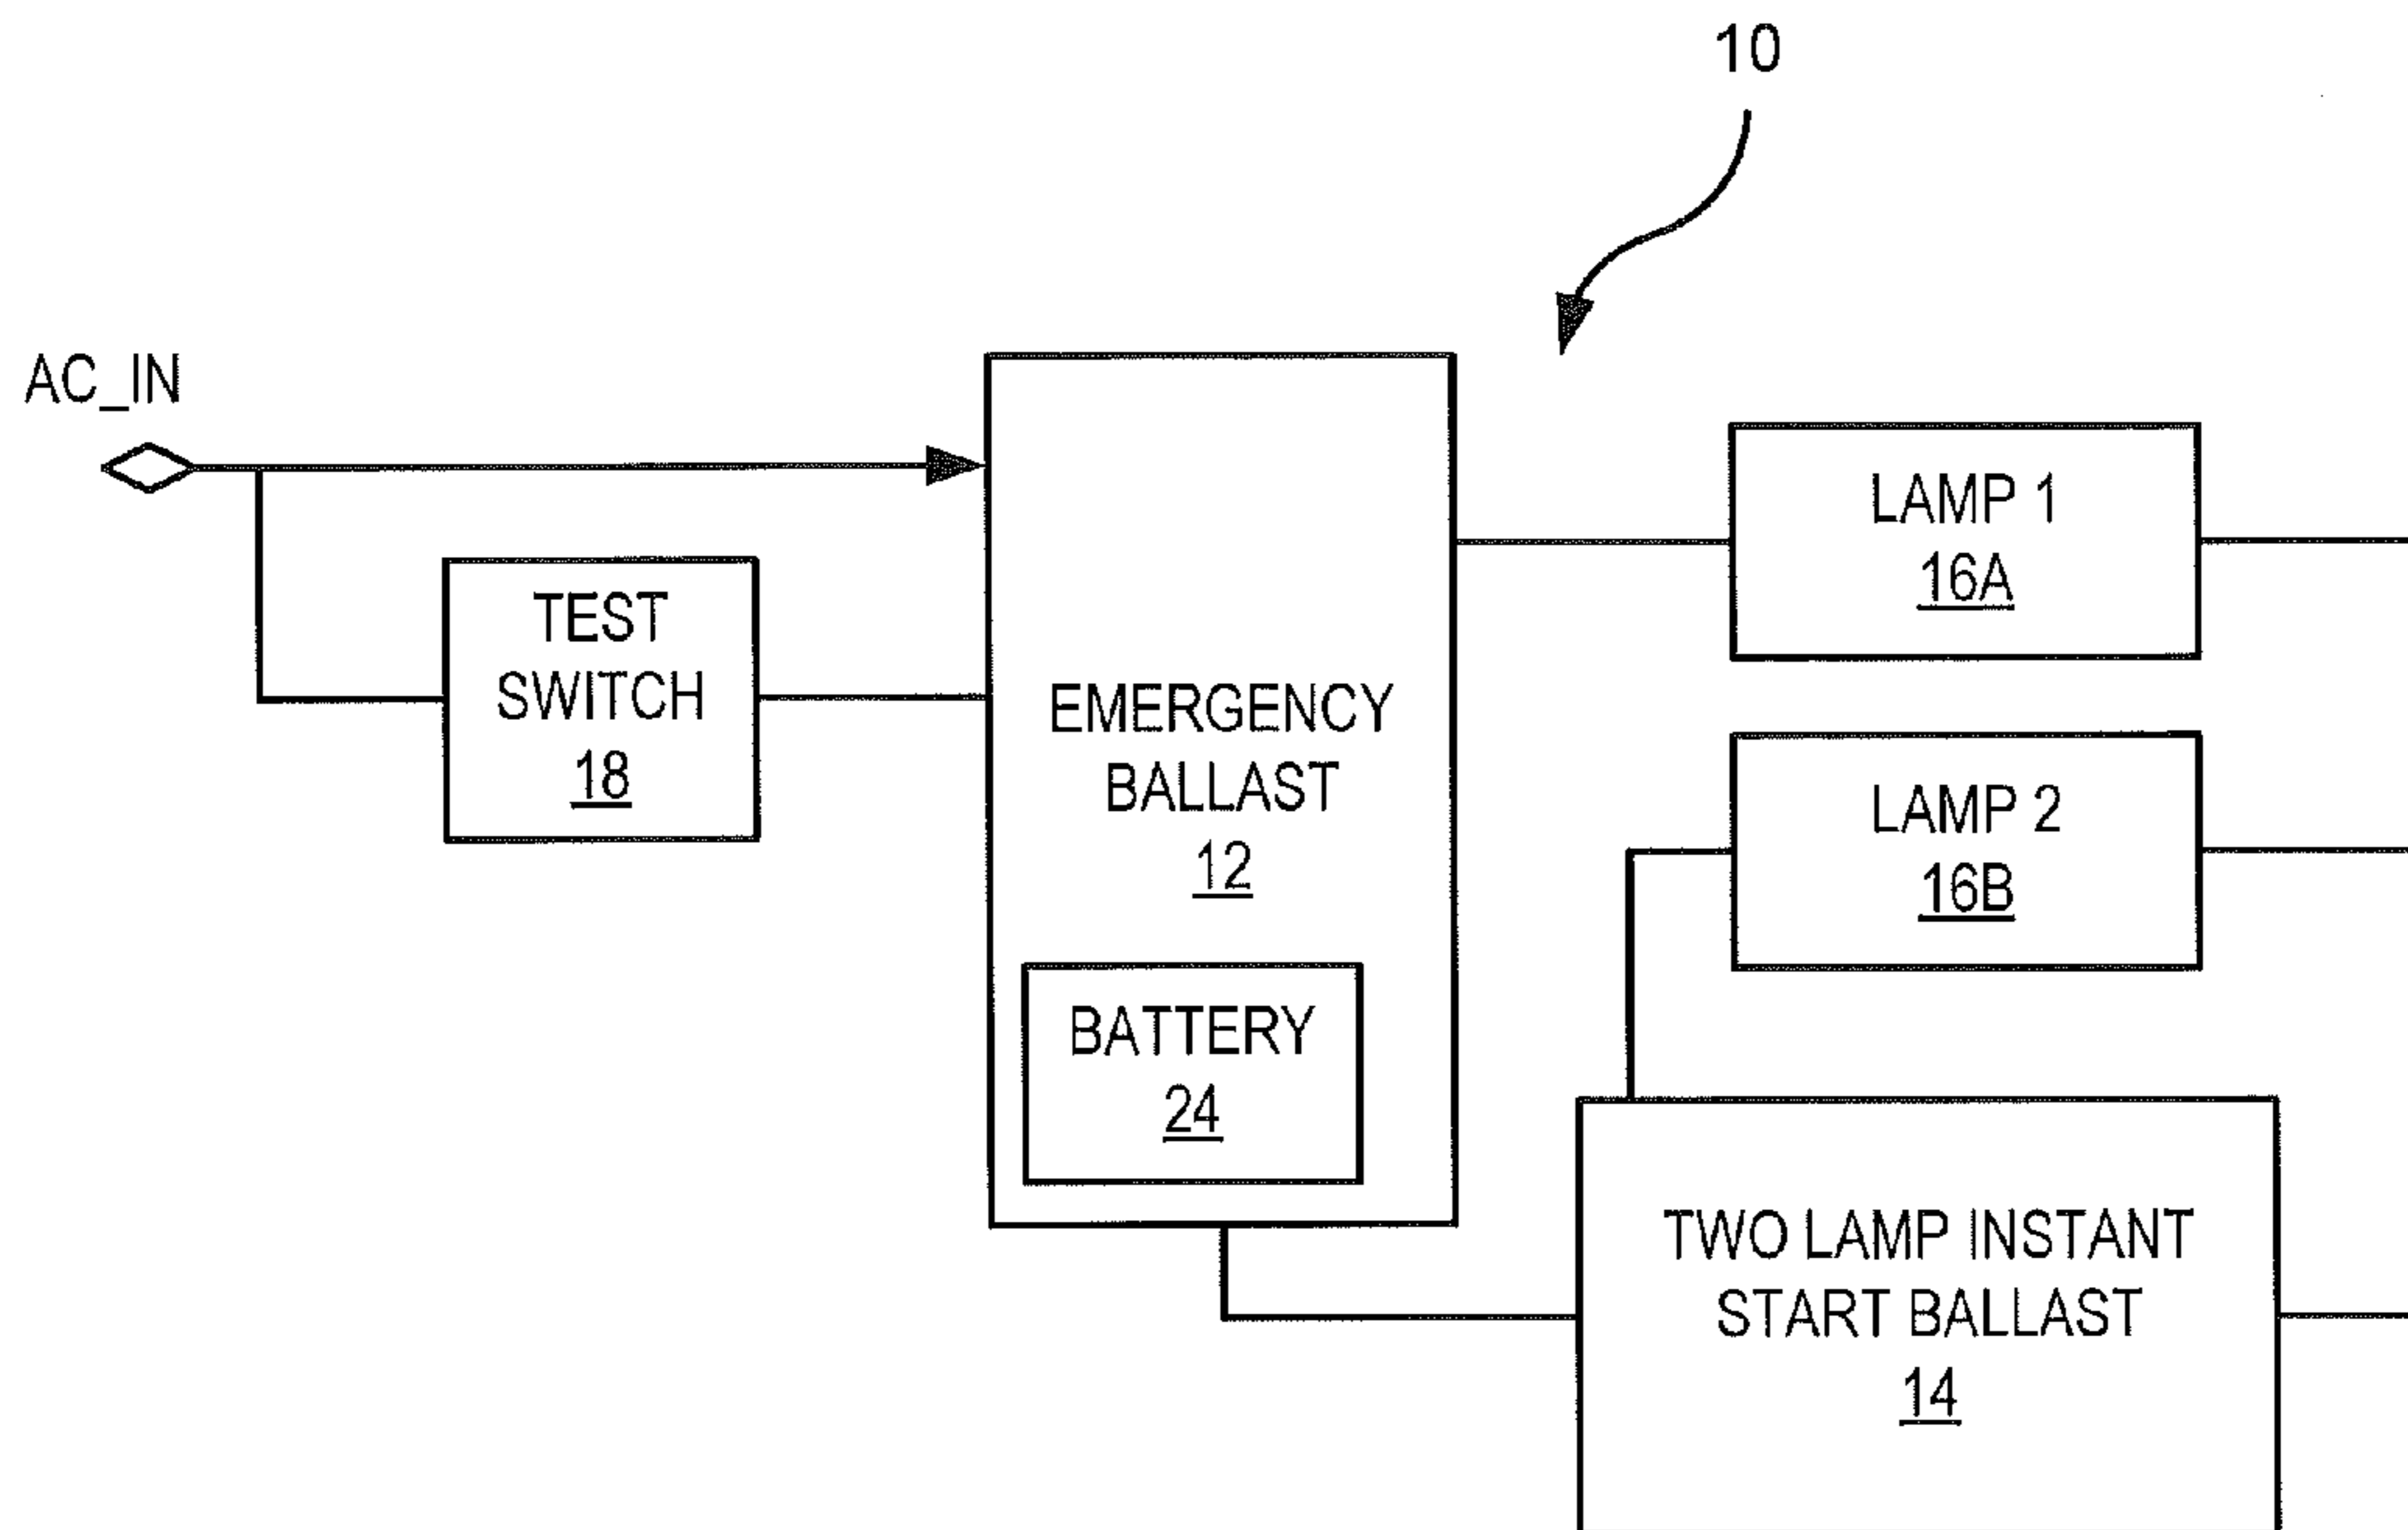 10
AC_IN
TEST
SWITCH
18
EMERGENCY
BALLAST
12
BATTERY
24
LAMP 1
16A
LAMP 2
16B
TWO LAMP INSTANT
START BALLAST
14